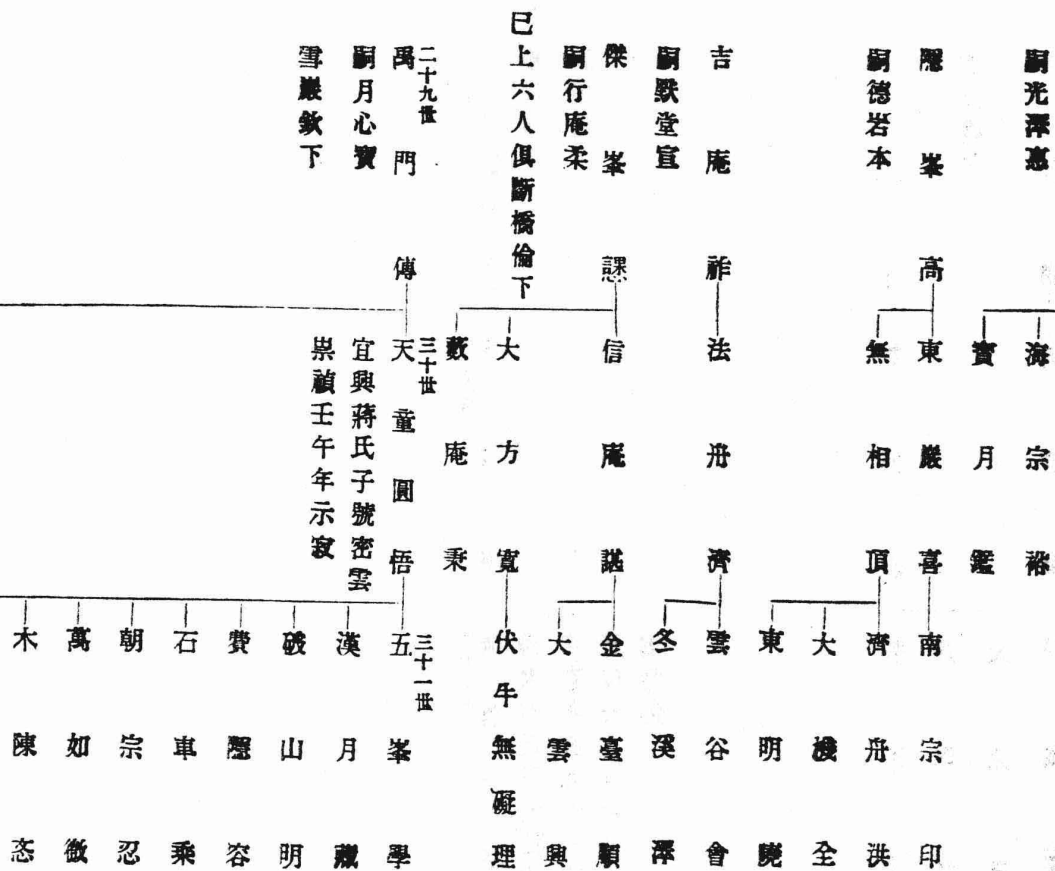 嗣光澤惠
海宗裕
寶月鑑
隱峯高
嗣德岩本
東巖喜
無相頂
南宗印
濟舟洪
大機全
東明曉
吉庵祚
嗣默堂宣
法舟濟
雲谷會
冬溪澤
傑峯
嗣行庵柔
信庵
大方寬
藪庵秉
金臺順
大雲興
伏牛無礙理
已上六人俱斷橋倫下
二十九世
禹門傳
嗣月心寶
雪巖欽下
三十世
天童圓悟
宜興蔣氏子號密雲
崇禎壬午年示寂
三十一世
五峯學
漢月藏
破山明
費隱容
石車乘
朝宗忍
萬如微
木陳忞